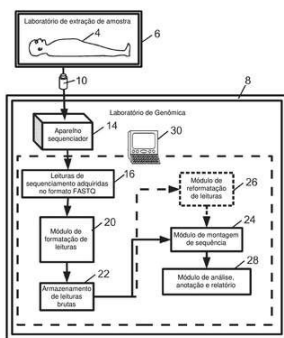 Laboratório de extração de amostra
4
6
10
8
Laboratório de Genômica
Aparelho
sequenciador
14
30
Leituras de
sequenciamento adquiridas
no formato FASTQ
16
26
Módulo de
reformatação
de leituras
20
Módulo de
formatação de
leituras
24
Módulo de montagem
de sequência
22
28
Armazenamento
de leituras
brutas
Módulo de análise,
anotação e relatório